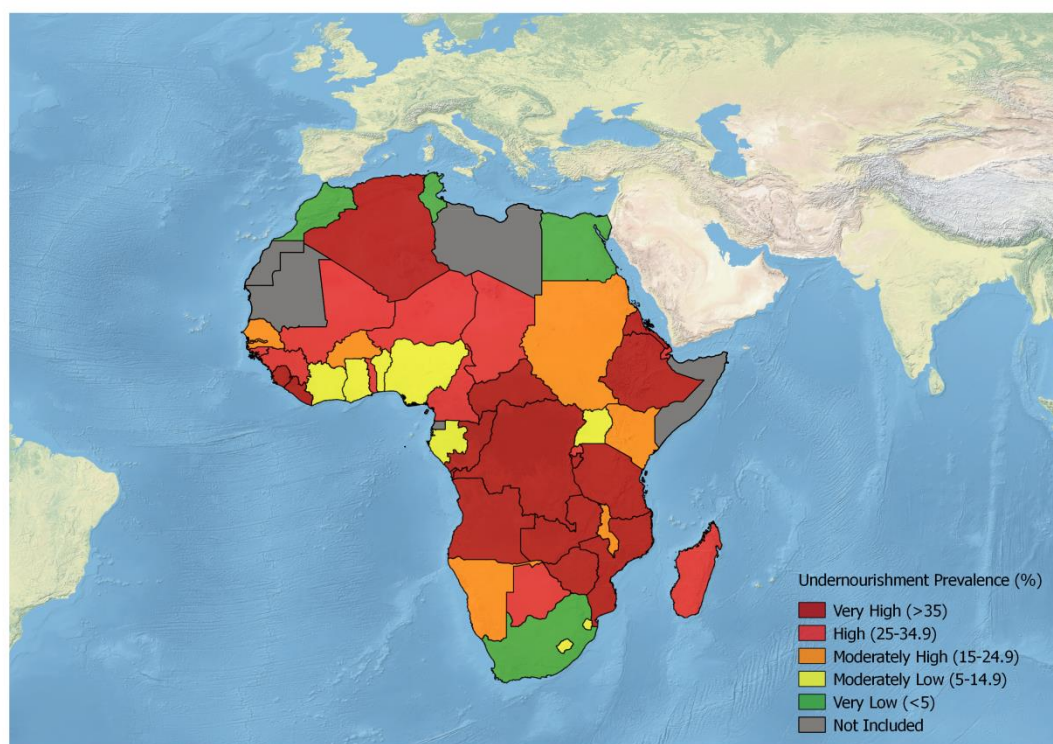 Undernourishment Prevalence (%)
Very High (>35)
High (25-34.9)
Moderately High (15-24.9)
Moderately Low (5-14.9)
Very Low (<5)
Not Included